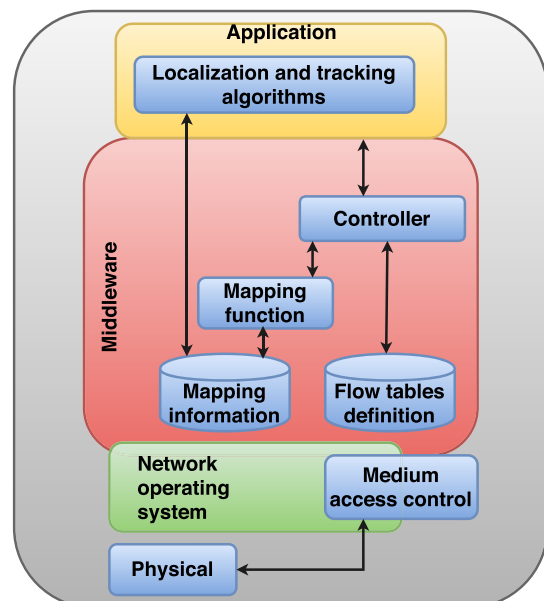 Application
Localization and tracking
algorithms
Controller
Middleware
Mapping
function
Mapping
information
Flow tables
definition
Network
operating
system
Medium
access control
Physical